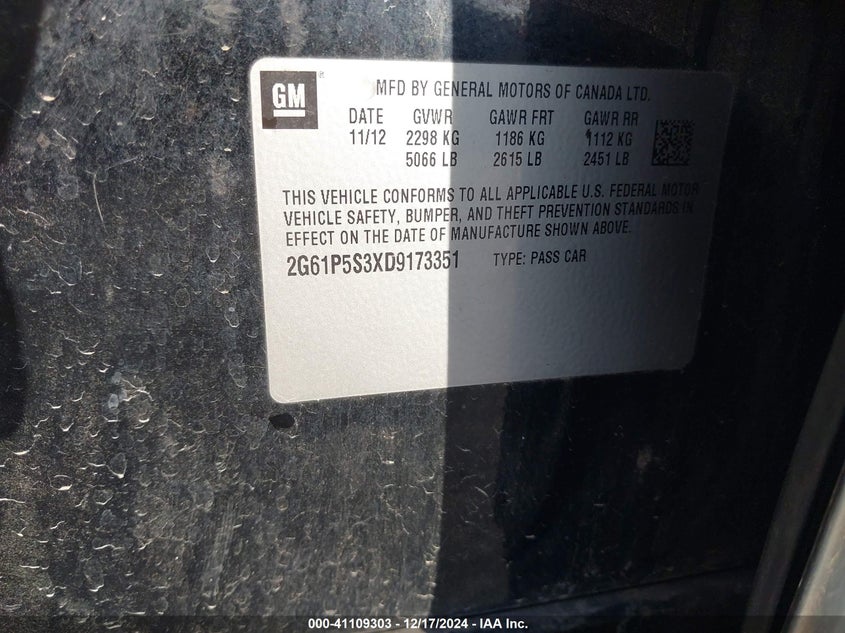 GM
MFD BY GENERAL MOTORS OF CANADA LTD.
DATE GVWR GAWR FRT GAWR RR
11/12 2298 KG 1186 KG 1112 KG
5066 LB 2615 LB 2451 LB
THIS VEHICLE CONFORMS TO ALL APPLICABLE U.S. FEDERAL MOTOR
VEHICLE SAFETY, BUMPER, AND THEFT PREVENTION STANDARDS IN
EFFECT ON THE DATE OF MANUFACTURE SHOWN ABOVE.
2G61P5S3XD9173351 TYPE: PASS CAR
000-41109303 - 12/17/2024 - IAA Inc.